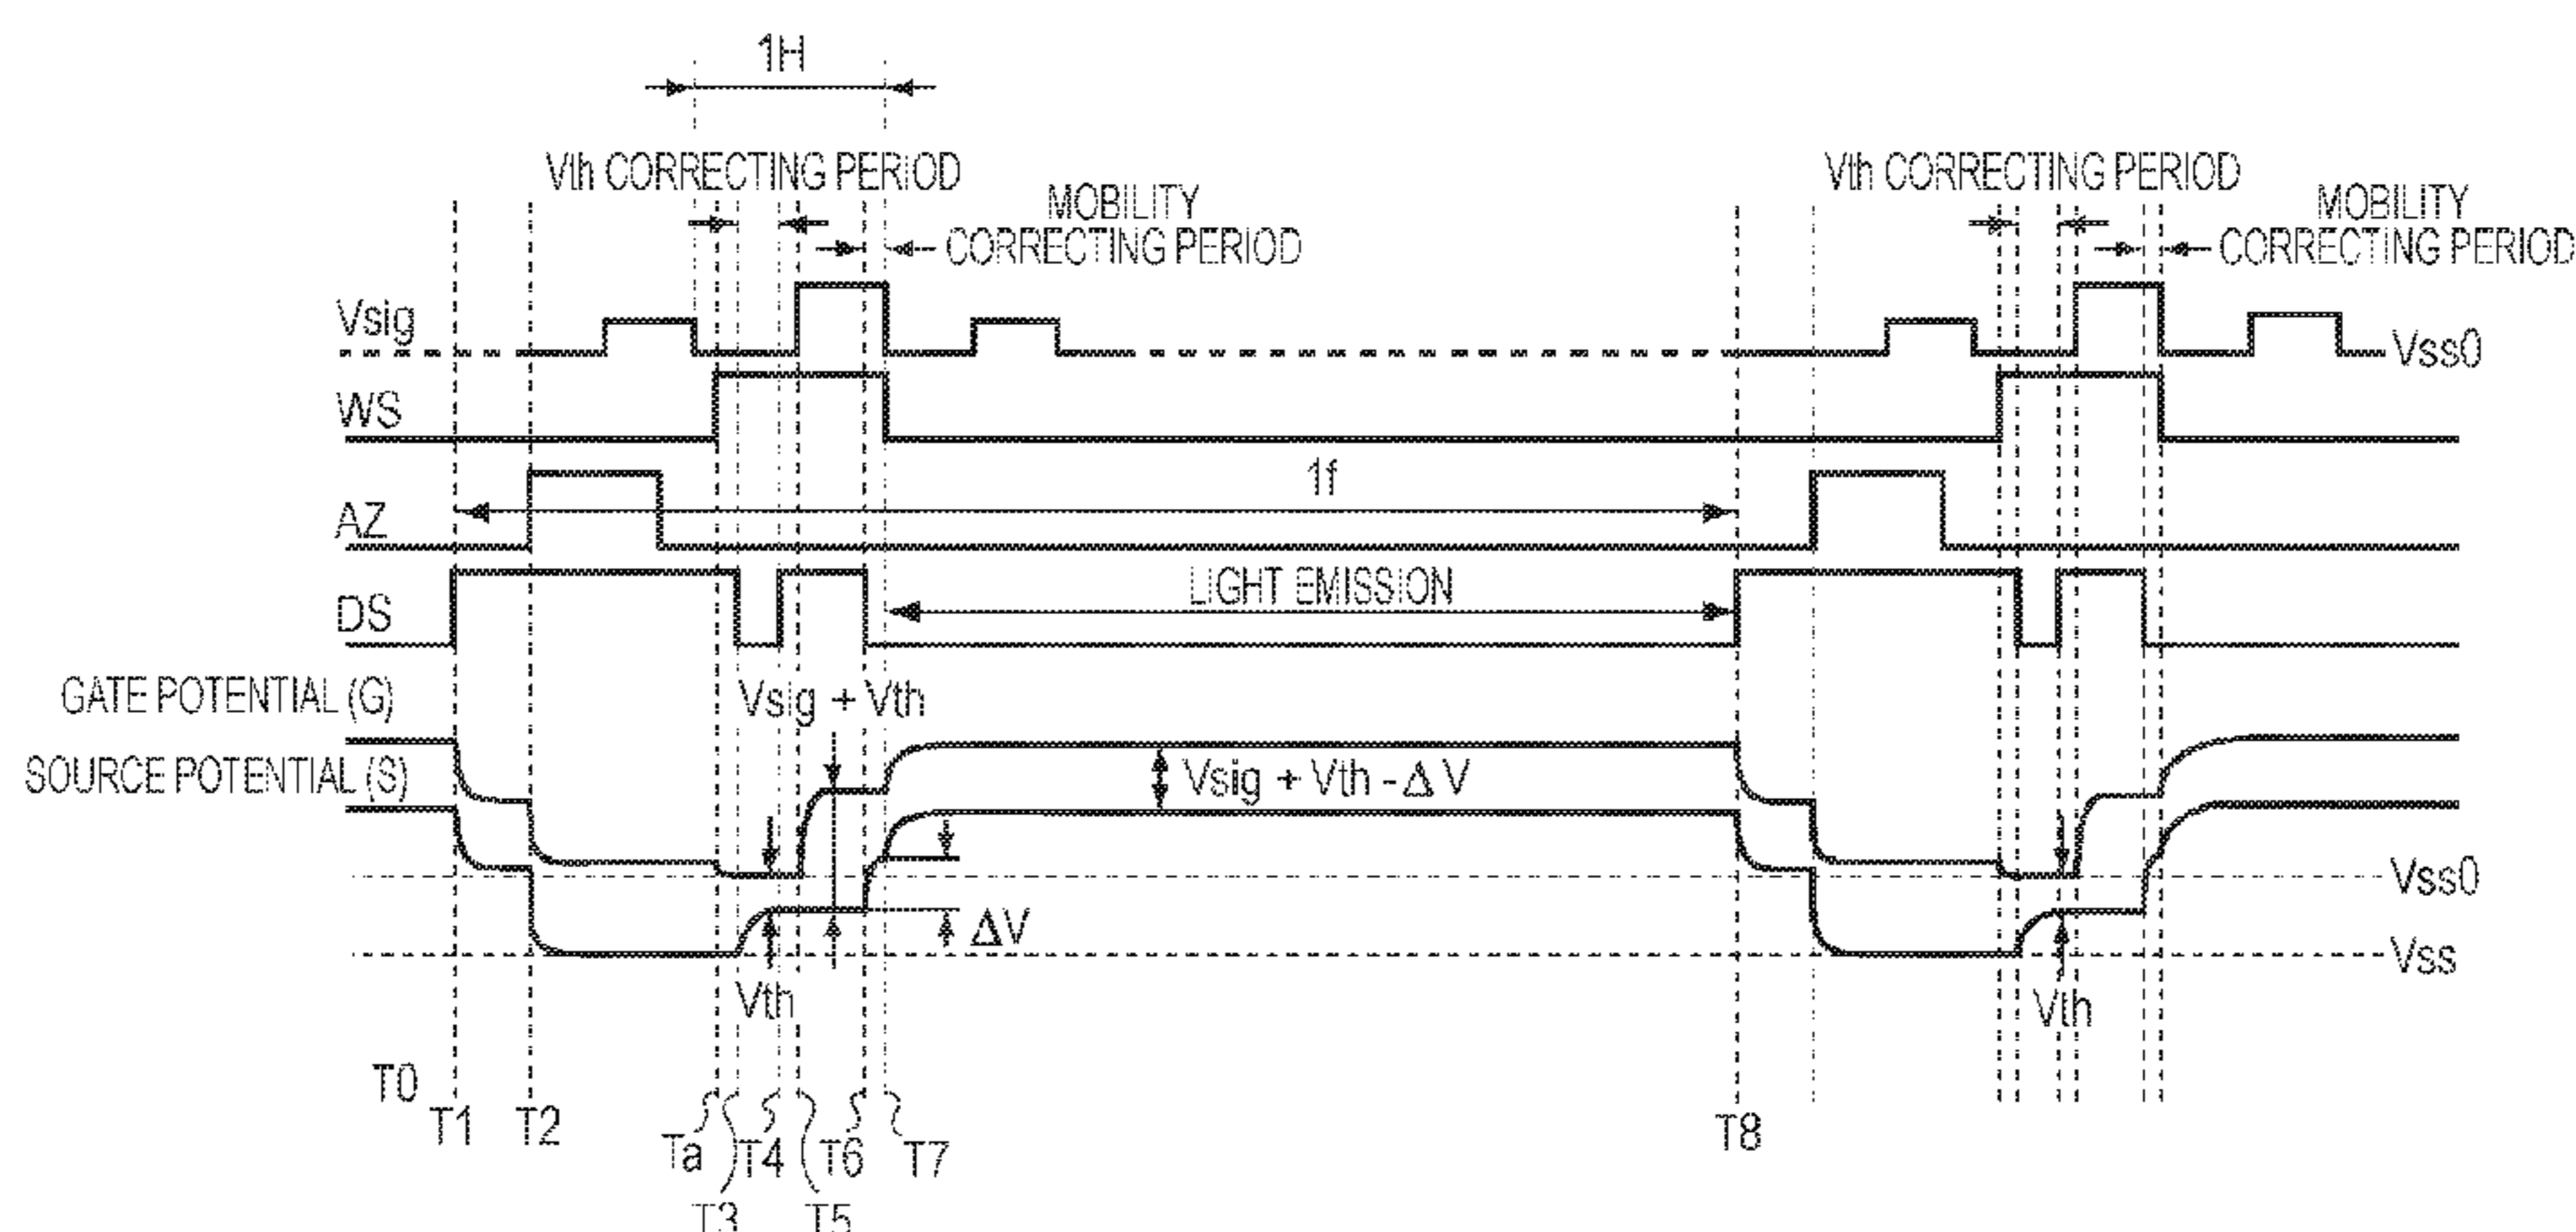 1H
Vth CORRECTING PERIOD
MOBILITY
CORRECTING PERIOD
Vth CORRECTING PERIOD
MOBILITY
CORRECTING PERIOD
Vsig
Vss0
WS
1f
AZ
LIGHT EMISSION
DS
GATE POTENTIAL (G)
Vsig + Vth
SOURCE POTENTIAL (S)
Vsig + Vth - ΔV
Vss0
ΔV
Vss
Vth
Vth
T0
T1
T2
Ta
T4
T6
T7
T8
T3
T5